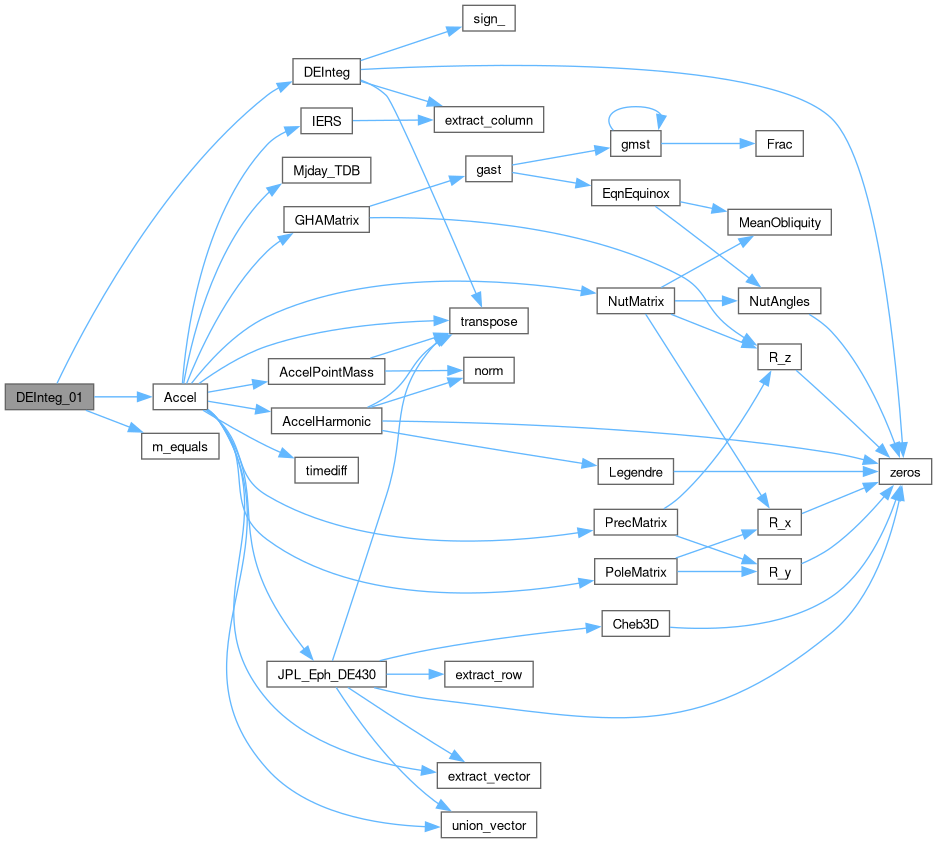 sign_
DEInteg
IERS
extract_column
gmst
Frac
Mjday_TDB
gast
EqnEquinox
GHAMatrix
MeanObliquity
NutMatrix
NutAngles
transpose
R_z
AccelPointMass
norm
DEInteg_01
Accel
AccelHarmonic
m_equals
timediff
Legendre
zeros
PrecMatrix
R_x
PoleMatrix
R_y
Cheb3D
JPL_Eph_DE430
extract_row
extract_vector
union_vector